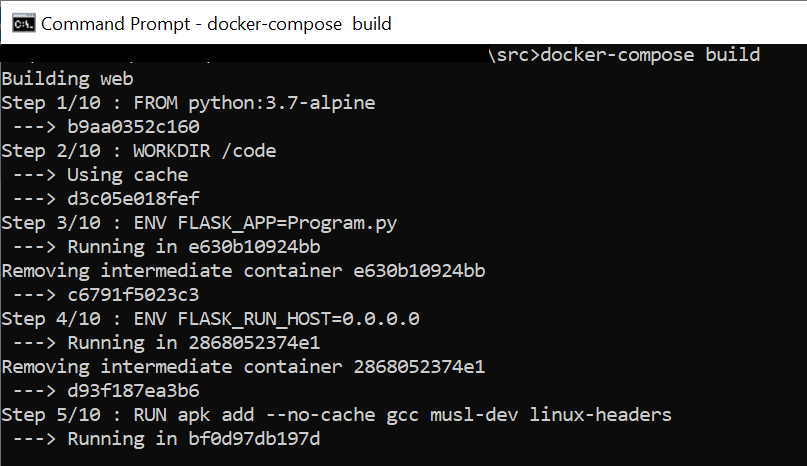 Command Prompt - docker-compose  build
\src>docker-compose build
Building web
Step 1/10 : FROM python:3.7-alpine
 ---> b9aa0352c160
Step 2/10 : WORKDIR /code
 ---> Using cache
 ---> d3c05e018fef
Step 3/10 : ENV FLASK_APP=Program.py
 ---> Running in e630b10924bb
Removing intermediate container e630b10924bb
 ---> c6791f5023c3
Step 4/10 : ENV FLASK_RUN_HOST=0.0.0.0
 ---> Running in 2868052374e1
Removing intermediate container 2868052374e1
 ---> d93f187ea3b6
Step 5/10 : RUN apk add --no-cache gcc musl-dev linux-headers
 ---> Running in bf0d97db197d